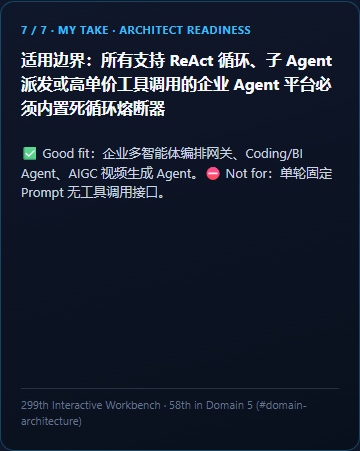 7 / 7 · MY TAKE · ARCHITECT READINESS
适用边界：所有支持 ReAct 循环、子 Agent
派发或高单价工具调用的企业 Agent 平台必
须内置死循环熔断器
✅ Good fit：企业多智能体编排网关、Coding/BI
Agent、AIGC 视频生成 Agent。⛔ Not for：单轮固定
Prompt 无工具调用接口。
299th Interactive Workbench · 58th in Domain 5 (#domain-
architecture)